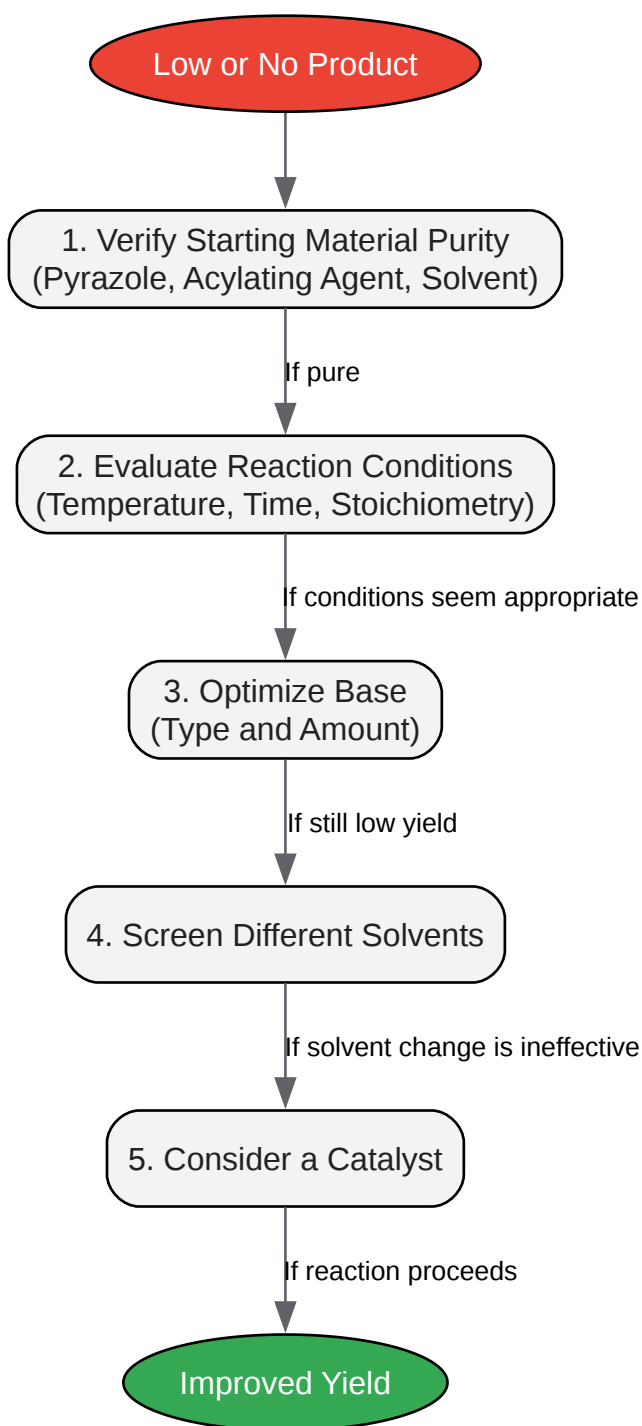 Low or No Product
1. Verify Starting Material Purity
(Pyrazole, Acylating Agent, Solvent)
If pure
2. Evaluate Reaction Conditions
(Temperature, Time, Stoichiometry)
If conditions seem appropriate
3. Optimize Base
(Type and Amount)
If still low yield
4. Screen Different Solvents
If solvent change is ineffective
5. Consider a Catalyst
If reaction proceeds
Improved Yield